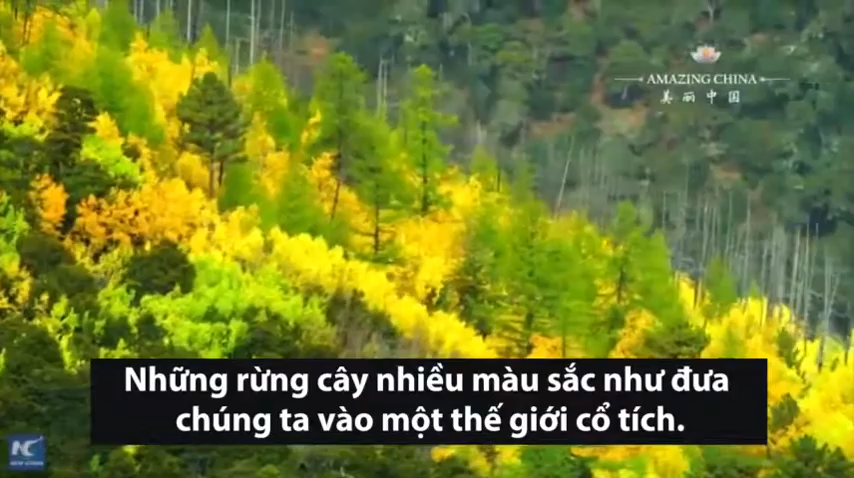 AMAZING CHINA
美丽中国
Những rừng cây nhiều màu sắc như đưa
chúng ta vào một thế giới cổ tích.